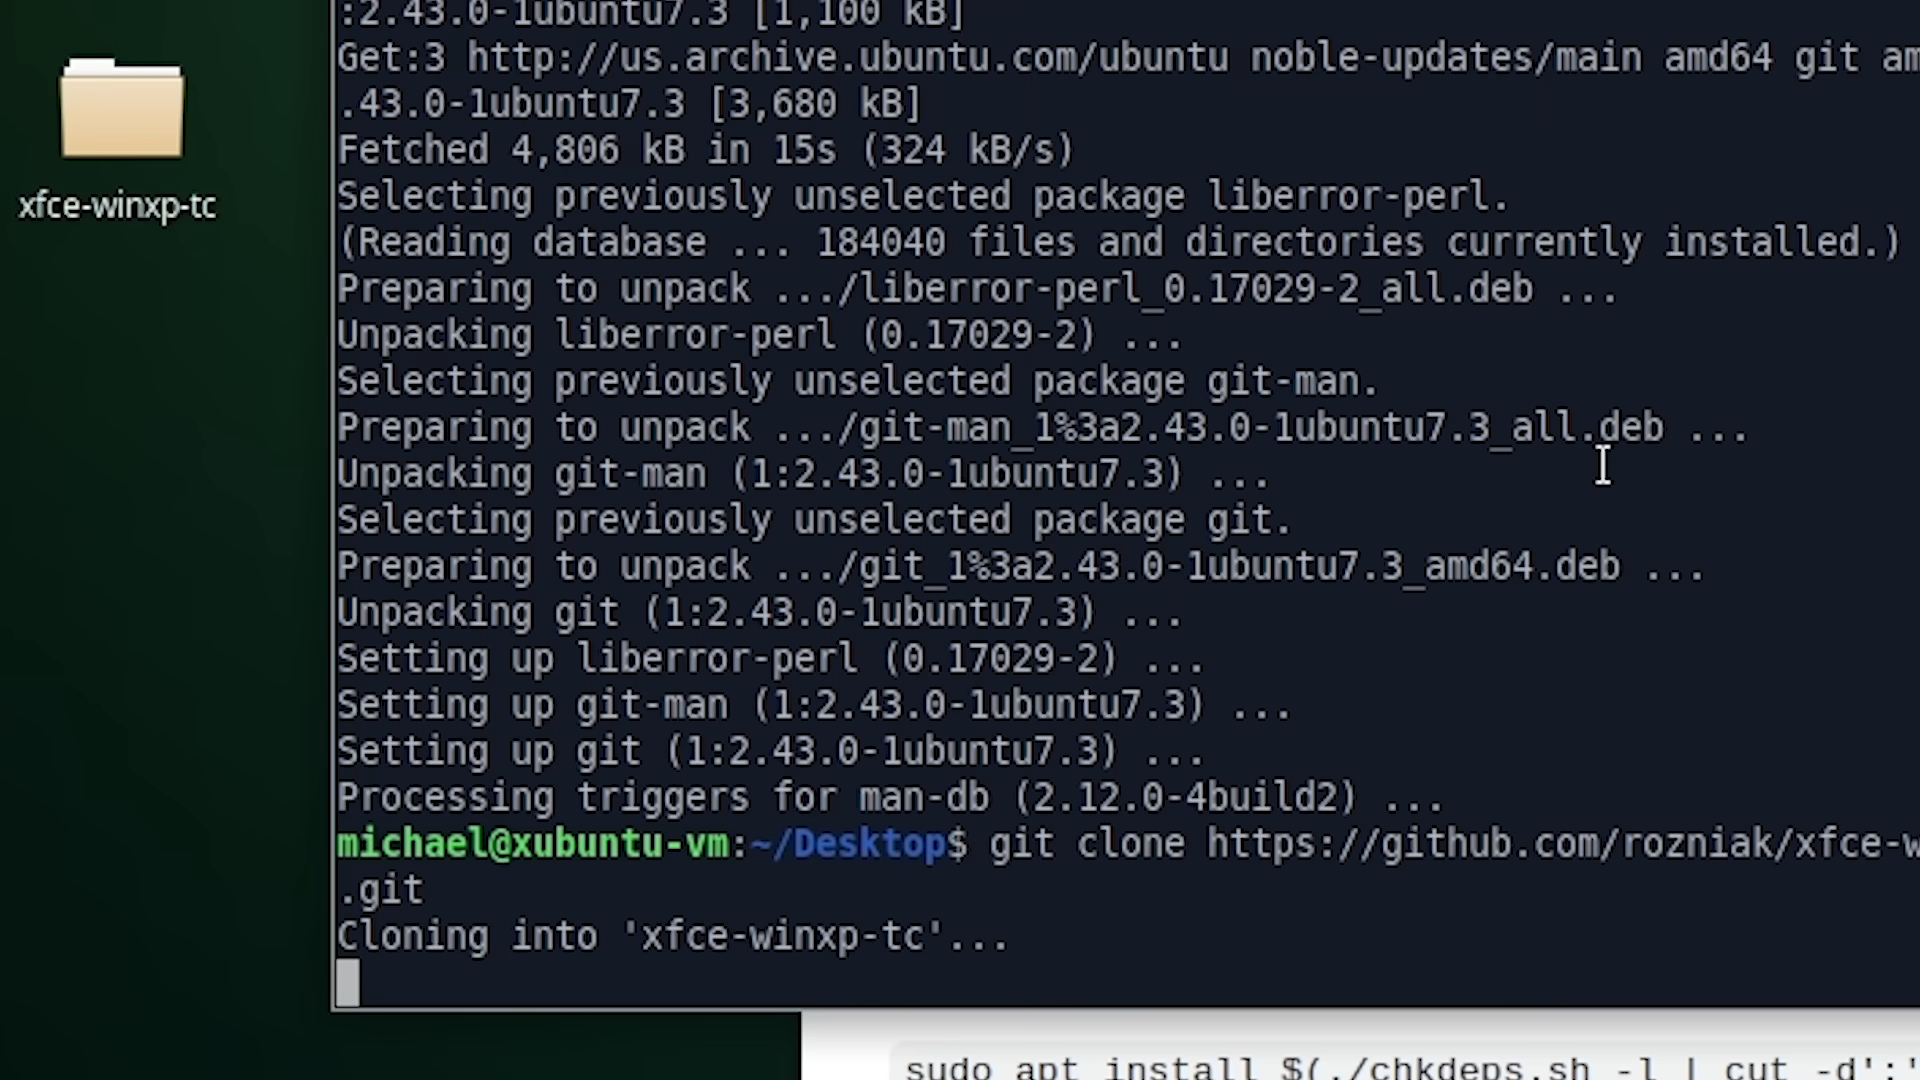 :2.43.0-1ubuntu7.3 [1,100 kB]
Get:3 http://us.archive.ubuntu.com/ubuntu noble-updates/main amd64 git am
.43.0-1ubuntu7.3 [3,680 kB]
Fetched 4,806 kB in 15s (324 kB/s)
Selecting previously unselected package liberror-perl.
(Reading database ... 184040 files and directories currently installed.)
Preparing to unpack .../liberror-perl_0.17029-2_all.deb ...
Unpacking liberror-perl (0.17029-2) ...
Selecting previously unselected package git-man.
Preparing to unpack .../git-man_1%3a2.43.0-1ubuntu7.3_all.deb ...
Unpacking git-man (1:2.43.0-1ubuntu7.3) ...
Selecting previously unselected package git.
Preparing to unpack .../git_1%3a2.43.0-1ubuntu7.3_amd64.deb ...
Unpacking git (1:2.43.0-1ubuntu7.3) ...
Setting up liberror-perl (0.17029-2) ...
Setting up git-man (1:2.43.0-1ubuntu7.3) ...
Setting up git (1:2.43.0-1ubuntu7.3) ...
Processing triggers for man-db (2.12.0-4build2) ...
michael@xubuntu-vm:~/Desktop$ git clone https://github.com/rozniak/xfce-w
.git
Cloning into 'xfce-winxp-tc'...
xfce-winxp-tc
sudo apt install $(./chkdeps.sh -l | cut -d':'